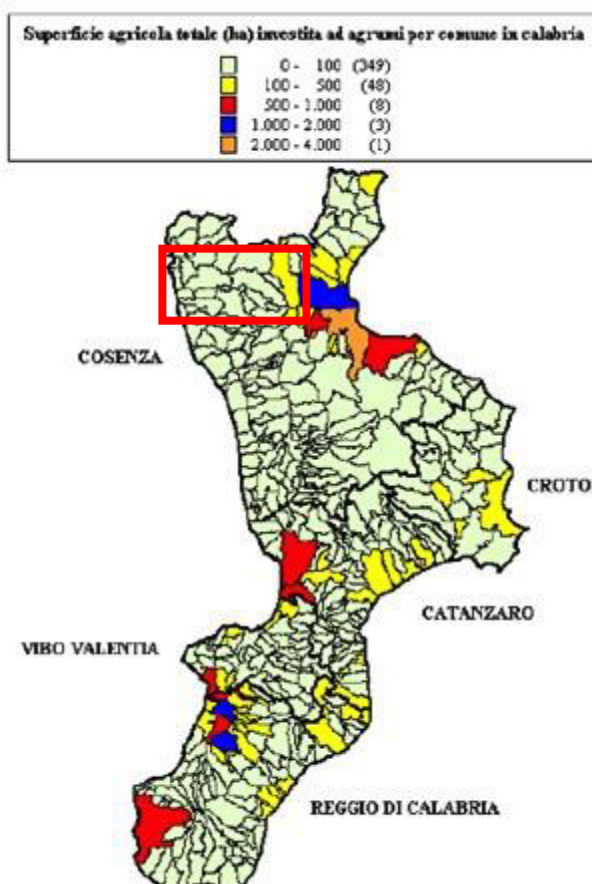 Superficie agricola totale (ha) investita ad agrumi per comune in calabria
0 - 100 (349)
100 - 500 (48)
500 - 1.000 (8)
1.000 - 2.000 (3)
2.000 - 4.000 (1)
COSENZA
CROTO
CATANZARO
VIBO VALENTIA
REGGIO DI CALABRIA